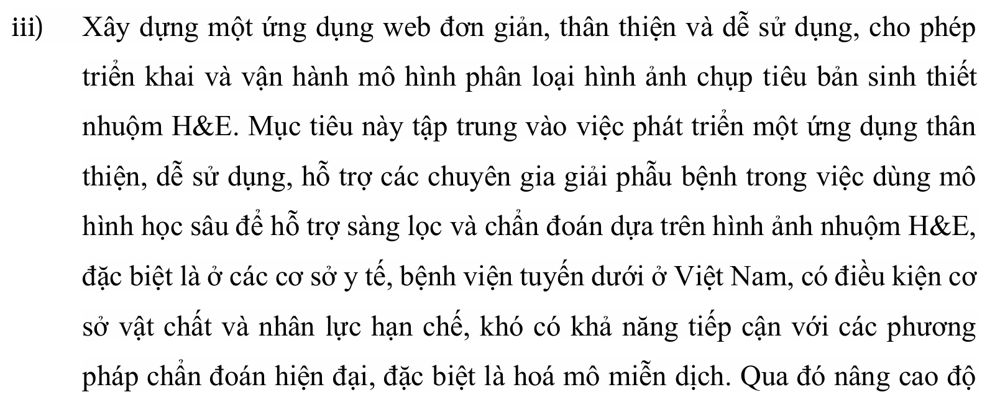 iii) Xây dựng một ứng dụng web đơn giản, thân thiện và dễ sử dụng, cho phép
triển khai và vận hành mô hình phân loại hình ảnh chụp tiêu bản sinh thiết
nhuộm H&E. Mục tiêu này tập trung vào việc phát triển một ứng dụng thân
thiện, dễ sử dụng, hỗ trợ các chuyên gia giải phẫu bệnh trong việc dùng mô
hình học sâu để hỗ trợ sàng lọc và chẩn đoán dựa trên hình ảnh nhuộm H&E,
đặc biệt là ở các cơ sở y tế, bệnh viện tuyến dưới ở Việt Nam, có điều kiện cơ
sở vật chất và nhân lực hạn chế, khó có khả năng tiếp cận với các phương
pháp chẩn đoán hiện đại, đặc biệt là hoá mô miễn dịch. Qua đó nâng cao độ